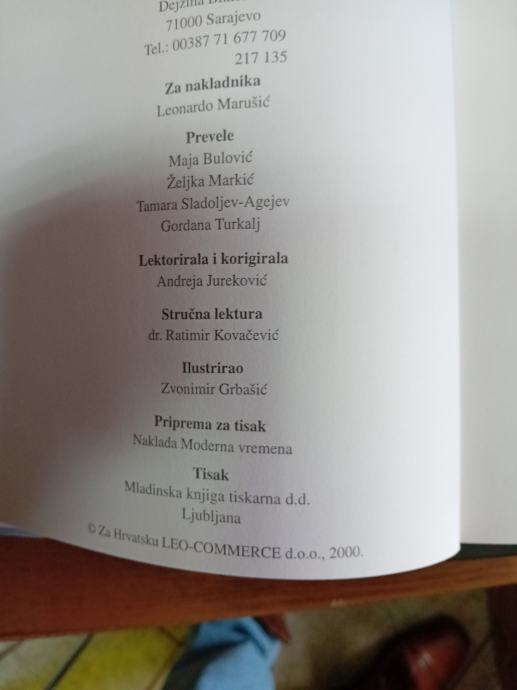 Dejzina
71000 Sarajevo
Tel.: 00387 71 677 709
217 135
Za nakladnika
Leonardo Marušić
Prevele
Maja Bulović
Željka Markić
Tamara Sladoljev-Agejev
Gordana Turkalj
Lektorirala i korigirala
Andreja Jureković
Stručna lektura
dr. Ratimir Kovačević
Ilustrirao
Zvonimir Grbašić
Priprema za tisak
Naklada Moderna vremena
Tisak
Mladinska knjiga tiskarna d.d.
Ljubljana
© Za Hrvatsku LEO-COMMERCE d.o.o., 2000.